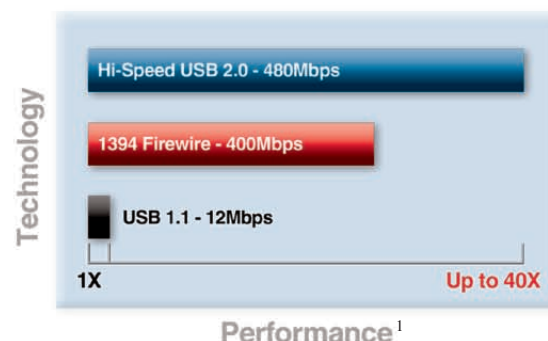 Technology
Hi-Speed USB 2.0 - 480Mbps
1394 Firewire - 400Mbps
USB 1.1 - 12Mbps
1X
Up to 40X
Performance 1